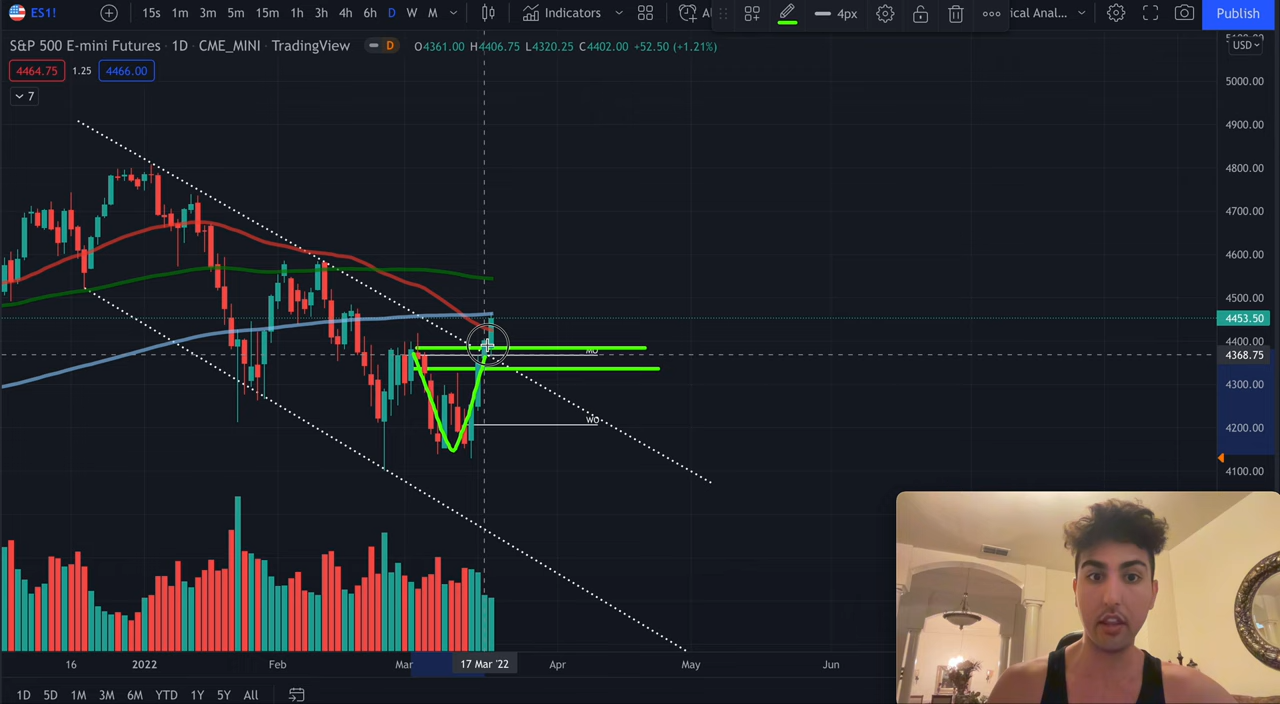 ES1! 15s 1m 3m 5m 15m 1h 3h 4h 6h D W M Indicators 4px ical Anal... Publish
S&P 500 E-mini Futures · 1D · CME_MINI · TradingView D O4361.00 H4406.75 L4320.25 C4402.00 +52.50 (+1.21%)
USD
4464.75 1.25 4466.00
7
5000.00
4900.00
4800.00
4700.00
4600.00
4500.00
4453.50
4400.00
4368.75
4300.00
4200.00
4100.00
MO
WO
16 2022 Feb Mar 17 Mar '22 Apr May Jun
1D 5D 1M 3M 6M YTD 1Y 5Y All